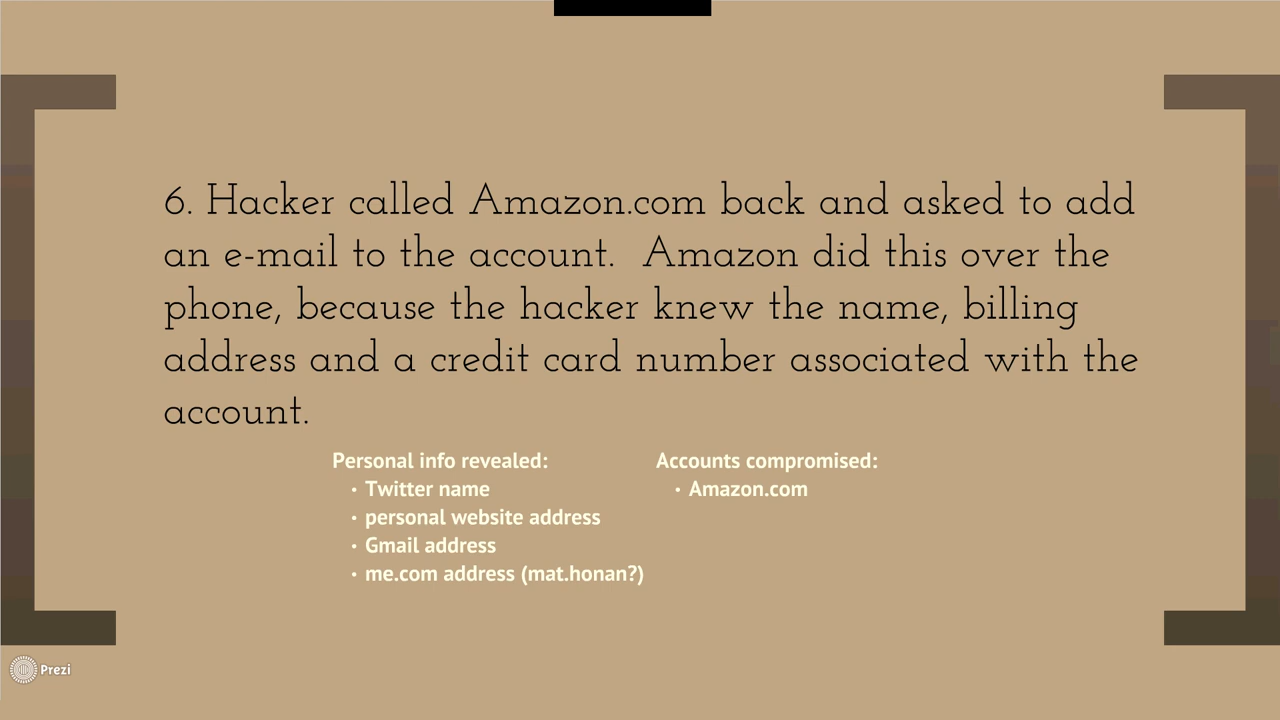 6. Hacker called Amazon.com back and asked to add
an e-mail to the account.  Amazon did this over the
phone, because the hacker knew the name, billing
address and a credit card number associated with the
account.
Personal info revealed:
• Twitter name
• personal website address
• Gmail address
• me.com address (mat.honan?)
Accounts compromised:
• Amazon.com
Prezi